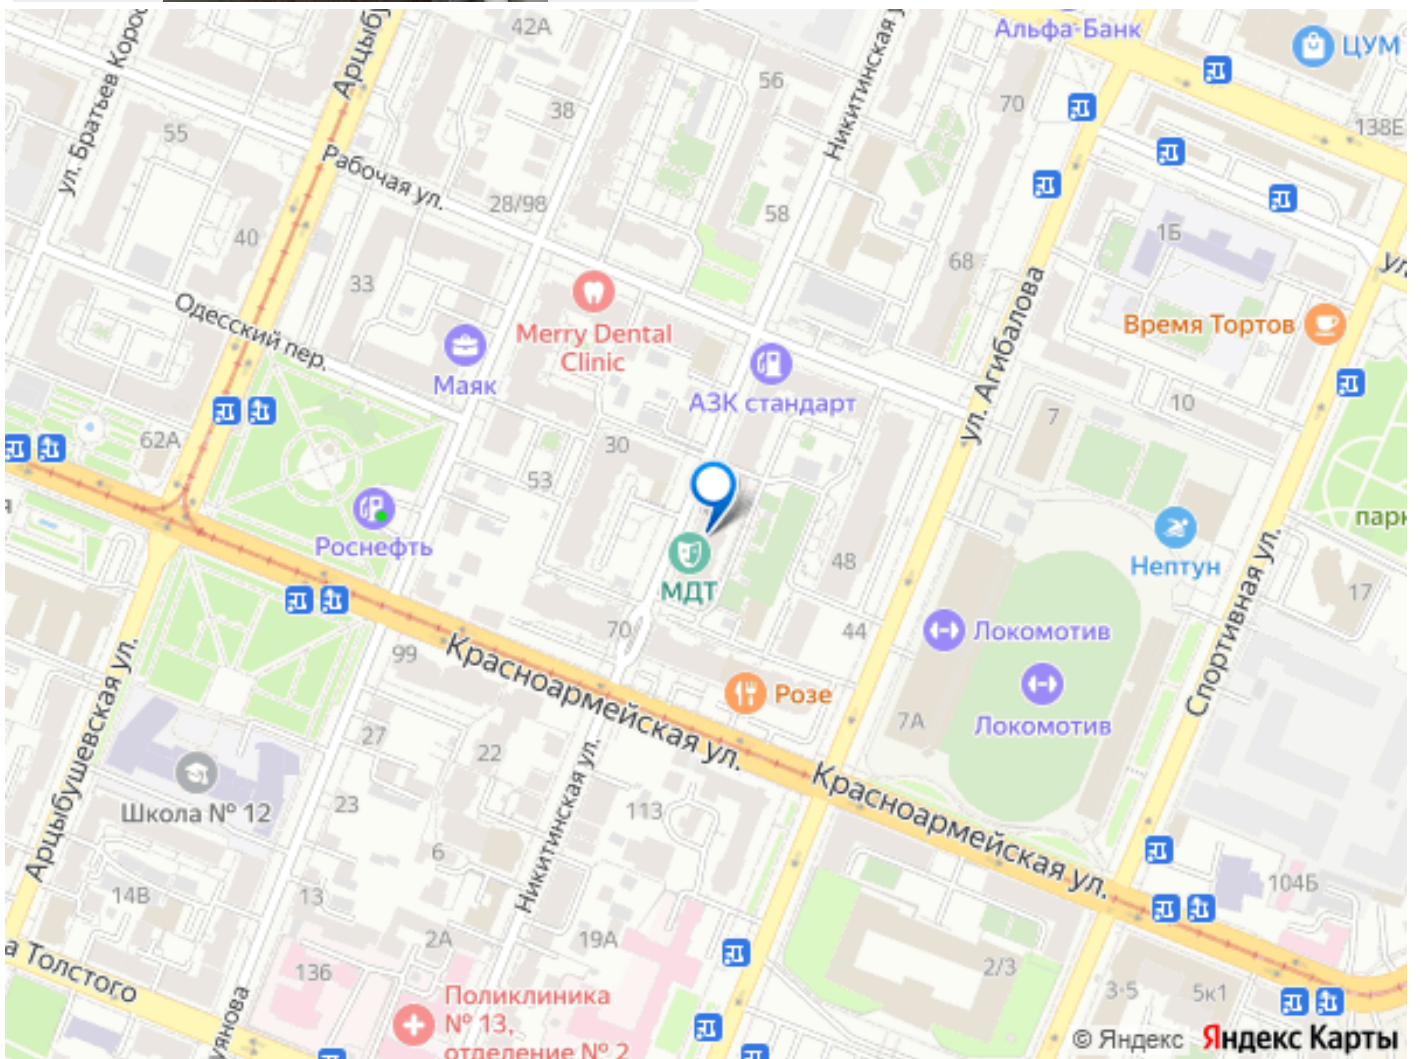 42А
Альфа-Банк
ЦУМ
ул. Братьев Корос
Арцыбу
Никитинская у
56
70
38
55
138Е
Рабочая ул.
28/98
58
1Б
40
33
68
ул
Одесский пер.
Merry Dental
Clinic
ул. Агибалова
Время Тортов
Маяк
АЗК стандарт
10
7
62А
30
53
Роснефть
парк
Нептун
МДТ
48
17
Спортивная ул.
70
44
Локомотив
99
Красноармейская ул.
Розе
7А
Локомотив
Арцыбушевская ул.
27
22
Никитинская ул.
Красноармейская ул.
Школа № 12
23
113
6
14В
13
104Б
2А
19А
а Толстого
136
2/3
3-5
5к1
Поликлиника
№ 13,
отделение № 2
уянова
© Яндекс Яндекс Карты